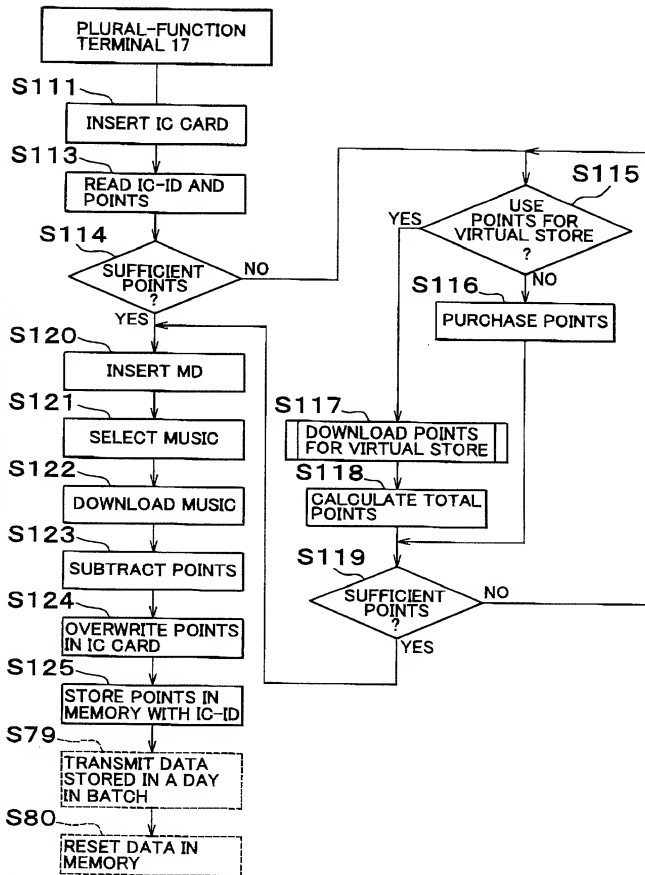 PLURAL-FUNCTION
TERMINAL 17
S111
INSERT IC CARD
S113
READ IC-ID AND
POINTS
S114
SUFFICIENT
POINTS
?
NO
YES
S115
USE
POINTS FOR
VIRTUAL STORE
?
YES
NO
S116
PURCHASE POINTS
S117
DOWNLOAD POINTS
FOR VIRTUAL STORE
S118
CALCULATE TOTAL
POINTS
S119
SUFFICIENT
POINTS
?
NO
YES
S120
INSERT MD
S121
SELECT MUSIC
S122
DOWNLOAD MUSIC
S123
SUBTRACT POINTS
S124
OVERWRITE POINTS
IN IC CARD
S125
STORE POINTS IN
MEMORY WITH IC-ID
S79
TRANSMIT DATA
STORED IN A DAY
IN BATCH
S80
RESET DATA IN
MEMORY